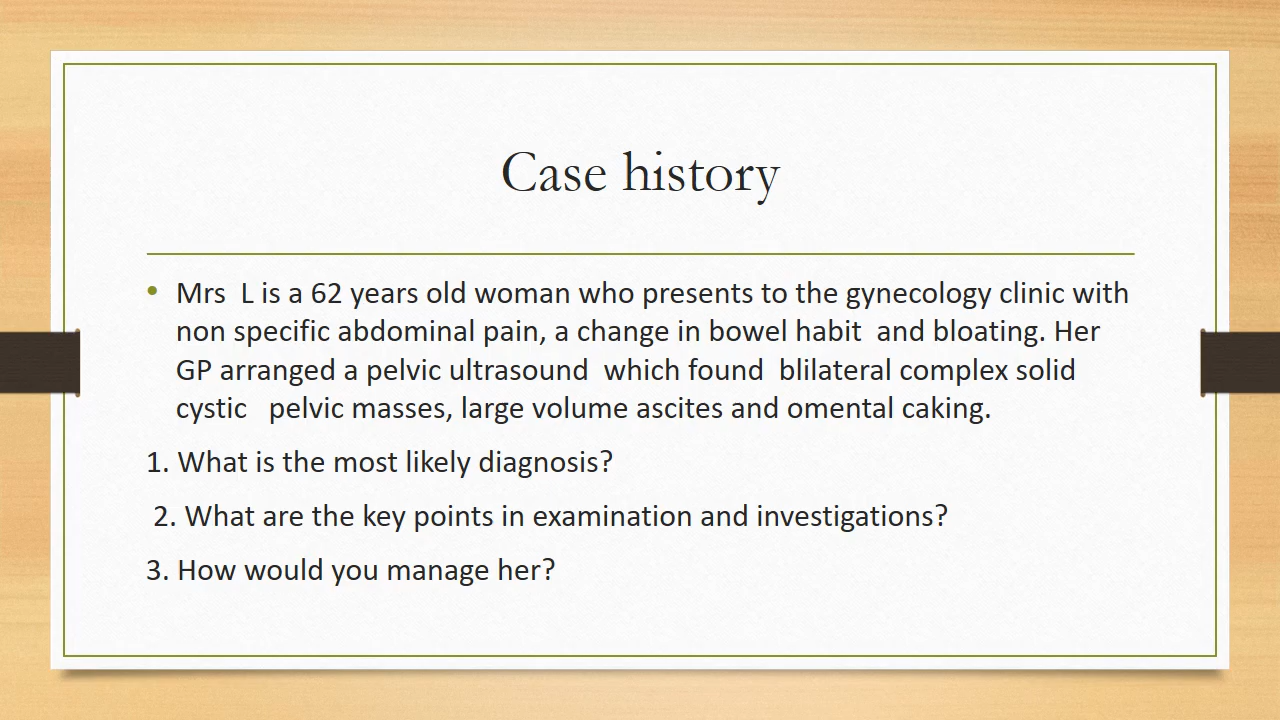 Case history
• Mrs  L is a 62 years old woman who presents to the gynecology clinic with
non specific abdominal pain, a change in bowel habit  and bloating. Her
GP arranged a pelvic ultrasound  which found  blilateral complex solid
cystic   pelvic masses, large volume ascites and omental caking.
1. What is the most likely diagnosis?
2. What are the key points in examination and investigations?
3. How would you manage her?